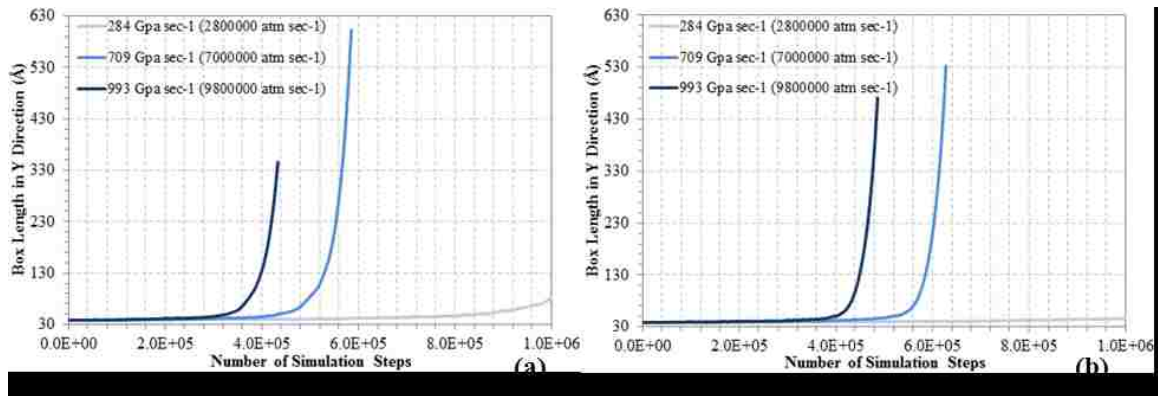 630
530
430
330
230
130
30
Box Length in Y Direction (Å)
284 Gpa sec-1 (2800000 atm sec-1)
709 Gpa sec-1 (7000000 atm sec-1)
993 Gpa sec-1 (9800000 atm sec-1)
0.0E+00 2.0E+05 4.0E+05 6.0E+05 8.0E+05 1.0E+06
Number of Simulation Steps
(a)
630
530
430
330
230
130
30
Box Length in Y Direction (Å)
284 Gpa sec-1 (2800000 atm sec-1)
709 Gpa sec-1 (7000000 atm sec-1)
993 Gpa sec-1 (9800000 atm sec-1)
0.0E+00 2.0E+05 4.0E+05 6.0E+05 8.0E+05 1.0E+06
Number of Simulation Steps
(b)